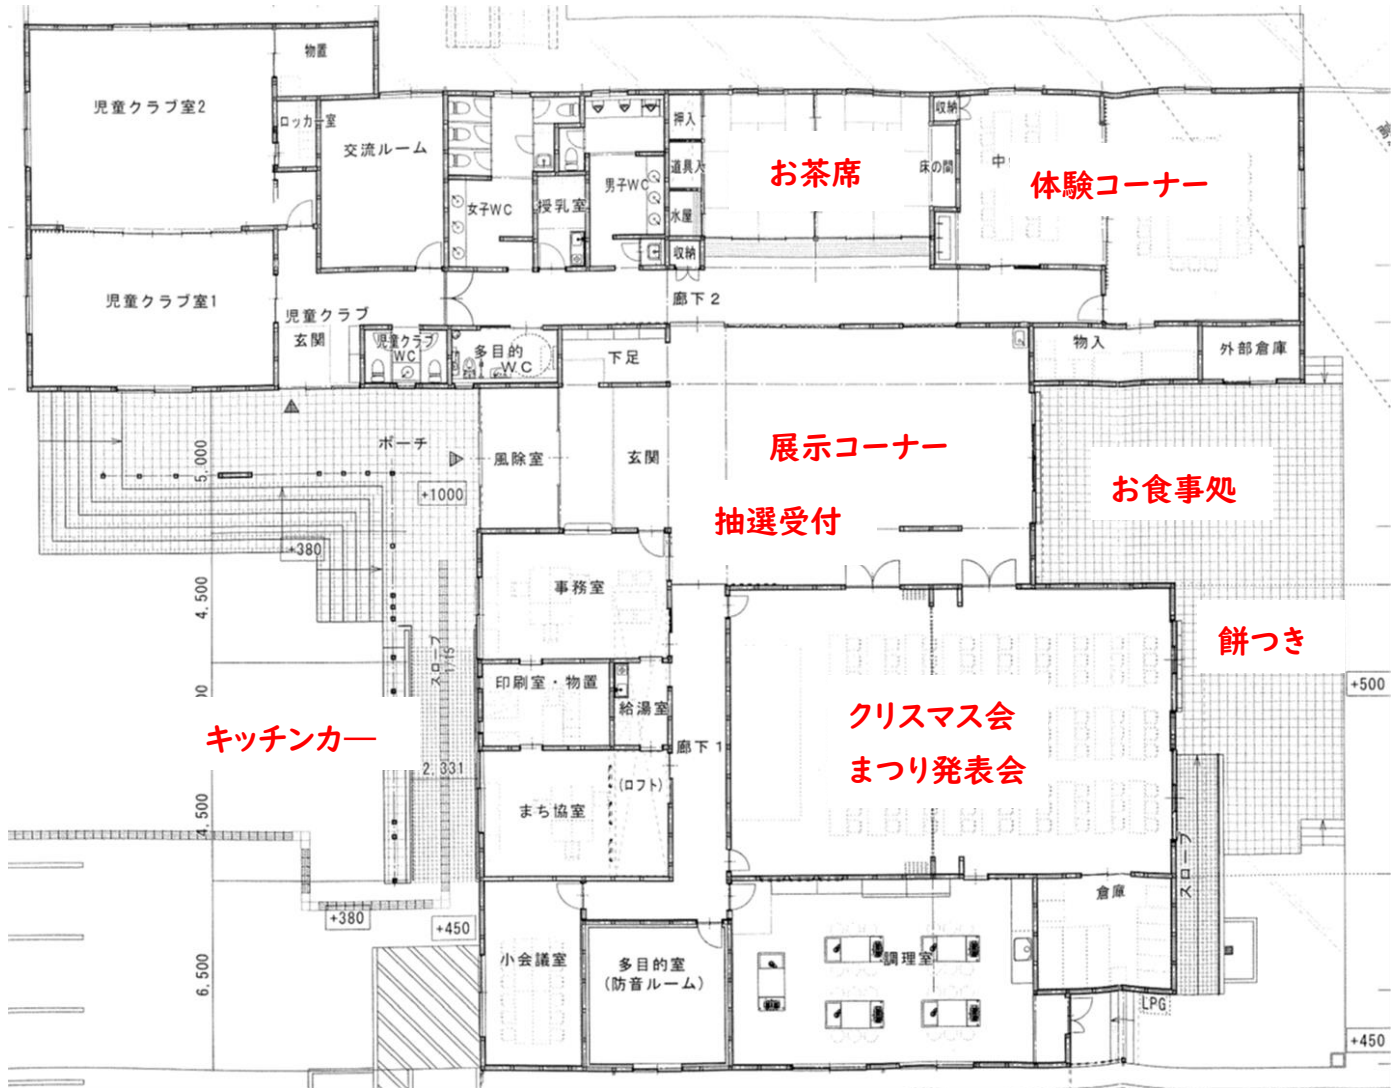 物置
児童クラブ室2
ロッカー室
交流ルーム
女子WC
授乳室
男子WC
押入
道具入
水屋
収納
お茶席
収納
床の間
中
体験コーナー
児童クラブ室1
児童クラブ
玄関
児童クラブ
WC
多目的
WC
下足
廊下2
物入
外部倉庫
ポーチ
風除室
玄関
展示コーナー
抽選受付
お食事処
5,000
+1000
+380
4,500
事務室
餅つき
スロープ
1/15
印刷室・物置
給湯室
+500
キッチンカー
廊下1
クリスマス会
まつり発表会
2,331
(ロフト)
まち協室
4,500
スロープ
倉庫
+380
+450
6,500
小会議室
多目的室
(防音ルーム)
調理室
LPG
+450